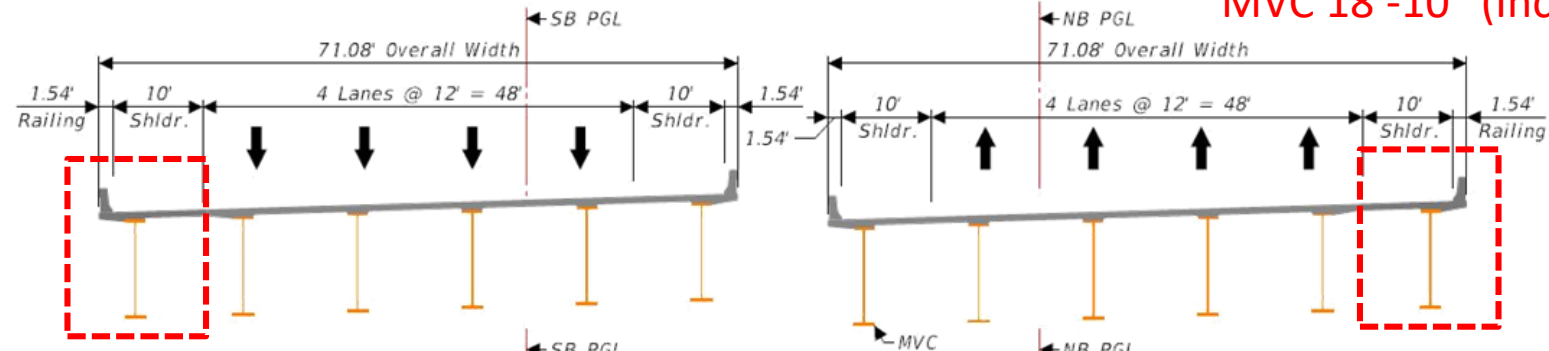 SB PGL
NB PGL
MVC 18'-10" (Inc
71.08' Overall Width
71.08' Overall Width
1.54'
10'
4 Lanes @ 12' = 48'
10'
1.54'
Railing
Shldr.
Shldr.
10'
4 Lanes @ 12' = 48'
10'
1.54'
1.54'
Shldr.
Shldr.
Railing
MVC
SB PGL
NB PGL